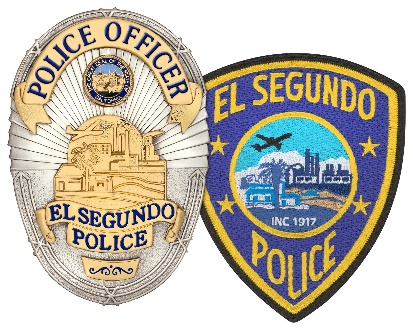 POLICE OFFICER
EL SEGUNDO
POLICE
EL SEGUNDO
INC 1917
POLICE